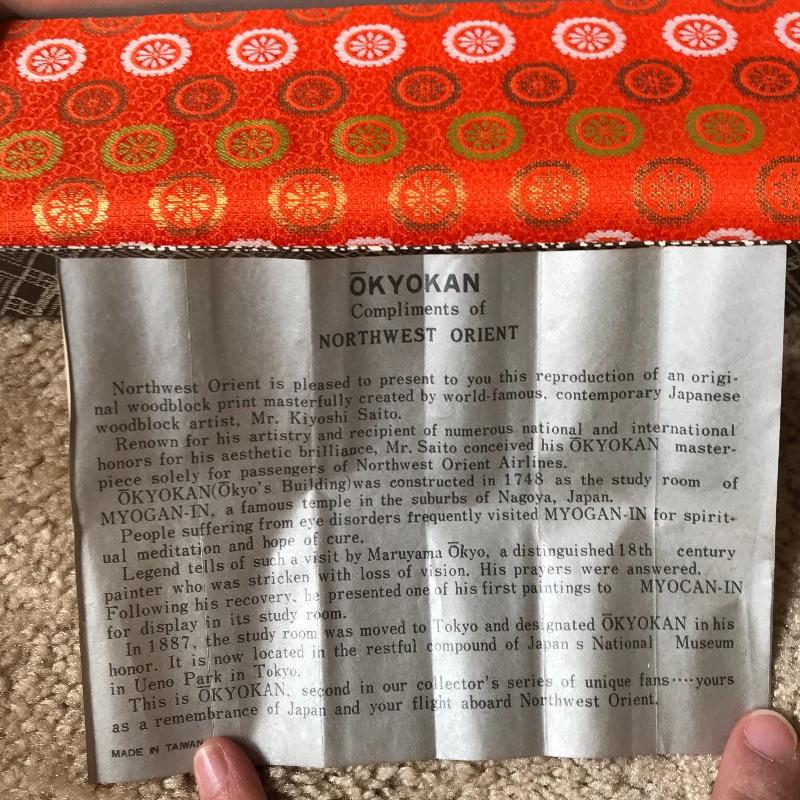 ŌKYOKAN
Compliments of
NORTHWEST ORIENT
Northwest Orient is pleased to present to you this reproduction of an origi-
nal woodblock print masterfully created by world-famous, contemporary Japanese
woodblock artist, Mr. Kiyoshi Saito.
Renown for his artistry and recipient of numerous national and international
honors for his aesthetic brilliance, Mr. Saito conceived his ŌKYOKAN master-
piece solely for passengers of Northwest Orient Airlines.
ŌKYOKAN(Ōkyo's Building)was constructed in 1748 as the study room of
MYOGAN-IN, a famous temple in the suburbs of Nagoya, Japan.
People suffering from eye disorders frequently visited MYOGAN-IN for spirit-
ual meditation and hope of cure.
Legend tells of such a visit by Maruyama Ōkyo, a distinguished 18th century
painter who was stricken with loss of vision. His prayers were answered.
Following his recovery, he presented one of his first paintings to MYOCAN-IN
for display in its study room.
In 1887, the study room was moved to Tokyo and designated ŌKYOKAN in his
honor. It is now located in the restful compound of Japan s National Museum
in Ueno Park in Tokyo.
This is ŌKYOKAN, second in our collector's series of unique fans····yours
as a remembrance of Japan and your flight aboard Northwest Orient.
MADE IN TAIWAN